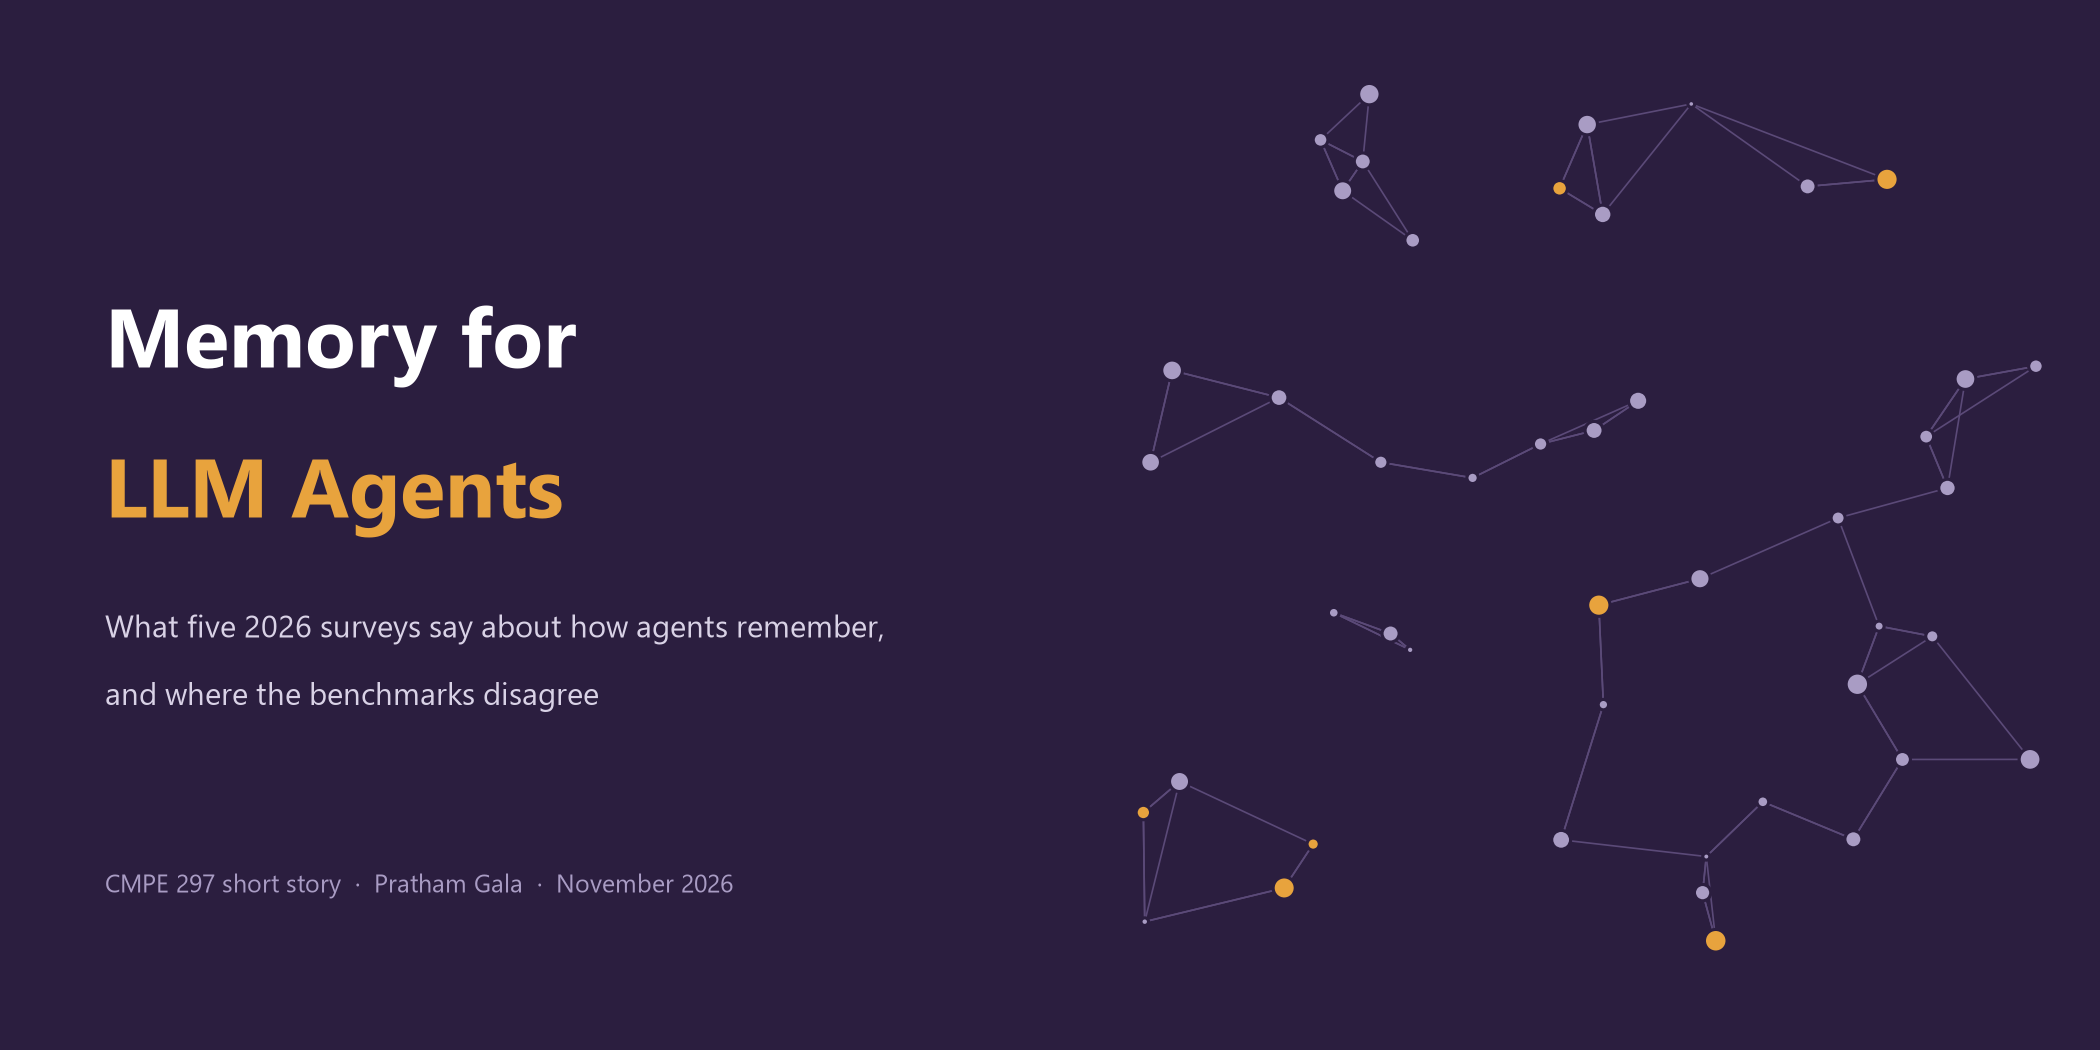 Memory for
LLM Agents
What five 2026 surveys say about how agents remember,
and where the benchmarks disagree
CMPE 297 short story · Pratham Gala · November 2026